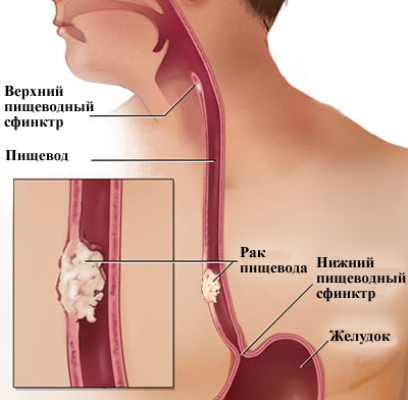 Верхний
пищеводный
сфинктр
Пищевод
Рак
пищевода
Нижний
пищеводный
сфинктр
Желудок